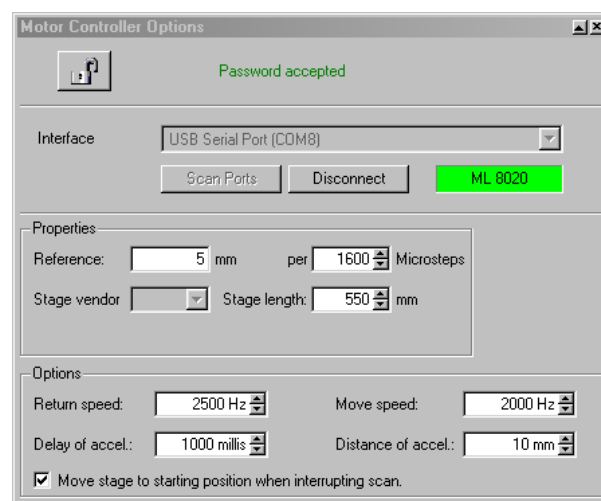 Motor Controller Options
Password accepted
Interface USB Serial Port (COM8)
Scan Ports Disconnect ML 8020
Properties
Reference: 5 mm per 1600 Microsteps
Stage vendor Stage length: 550 mm
Options
Return speed: 2500 Hz Move speed: 2000 Hz
Delay of accel.: 1000 millis Distance of accel.: 10 mm
Move stage to starting position when interrupting scan.